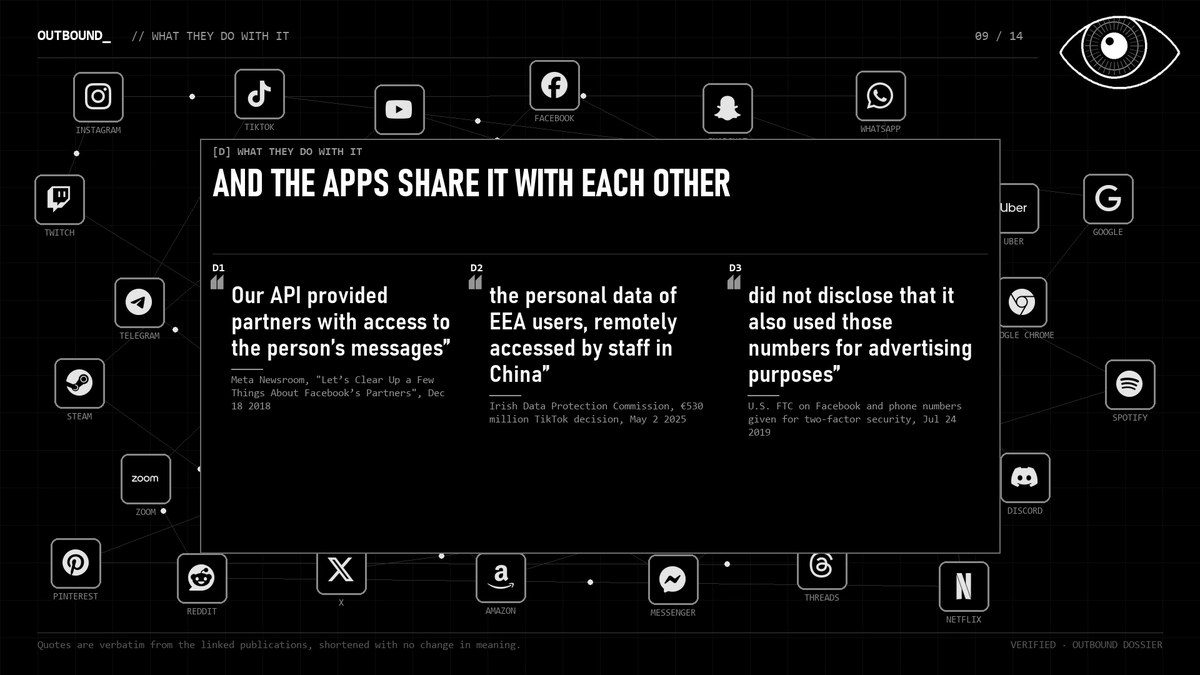 OUTBOUND_ // WHAT THEY DO WITH IT
09 / 14
INSTAGRAM
TIKTOK
FACEBOOK
WHATSAPP
[D] WHAT THEY DO WITH IT
AND THE APPS SHARE IT WITH EACH OTHER
TWITCH
Uber
UBER
GOOGLE
D1
“
Our API provided
partners with access to
the person’s messages”
Meta Newsroom, "Let’s Clear Up a Few
Things About Facebook’s Partners", Dec
18 2018
D2
“
the personal data of
EEA users, remotely
accessed by staff in
China”
Irish Data Protection Commission, €530
million TikTok decision, May 2 2025
D3
“
did not disclose that it
also used those
numbers for advertising
purposes”
U.S. FTC on Facebook and phone numbers
given for two-factor security, Jul 24
2019
TELEGRAM
OGLE CHROME
STEAM
SPOTIFY
zoom
ZOOM
DISCORD
PINTEREST
REDDIT
X
AMAZON
MESSENGER
THREADS
NETFLIX
Quotes are verbatim from the linked publications, shortened with no change in meaning.
VERIFIED - OUTBOUND DOSSIER